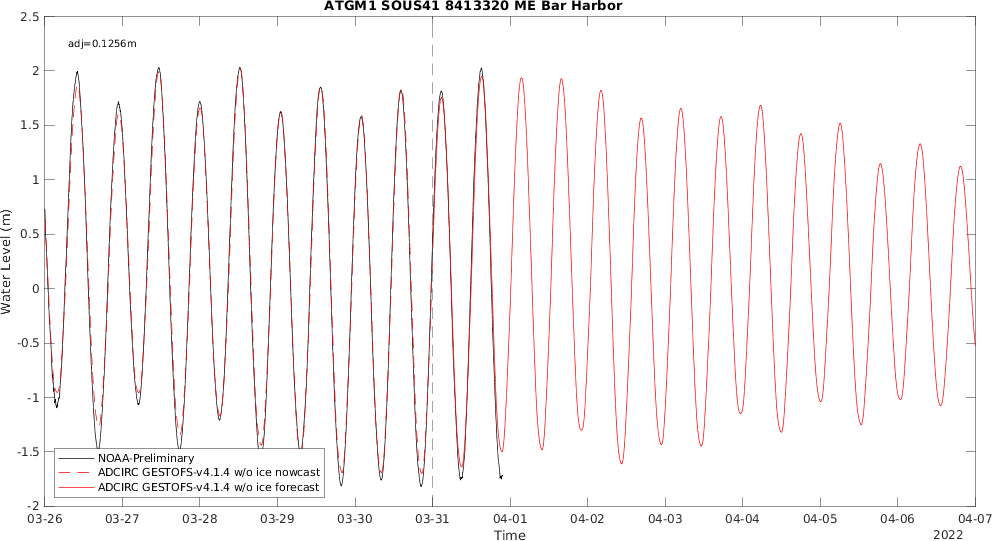 ATGM1 SOUS41 8413320 ME Bar Harbor
adj=0.1256m
2.5
2
1.5
1
0.5
0
-0.5
-1
-1.5
-2
Water Level (m)
NOAA-Preliminary
ADCIRC GESTOFS-v4.1.4 w/o ice nowcast
ADCIRC GESTOFS-v4.1.4 w/o ice forecast
03-26 03-27 03-28 03-29 03-30 03-31 04-01 04-02 04-03 04-04 04-05 04-06 04-07
Time
2022